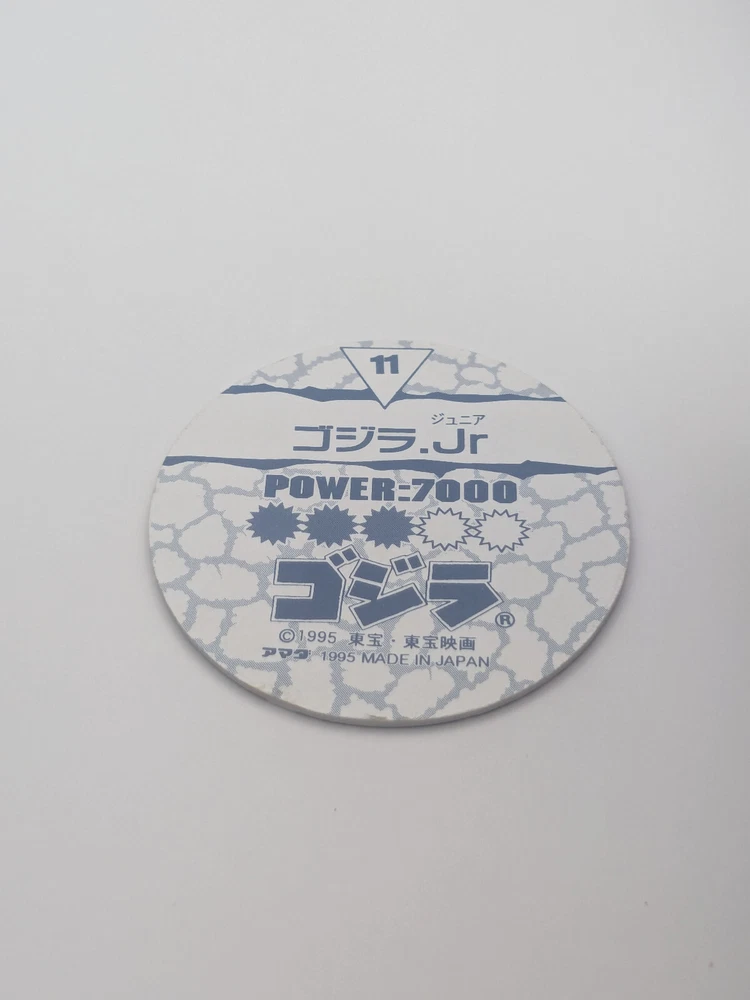 11
ジュニア
ゴジラ.Jr
POWER:7000
ゴジラ®
©1995 東宝・東宝映画
アマダ 1995 MADE IN JAPAN